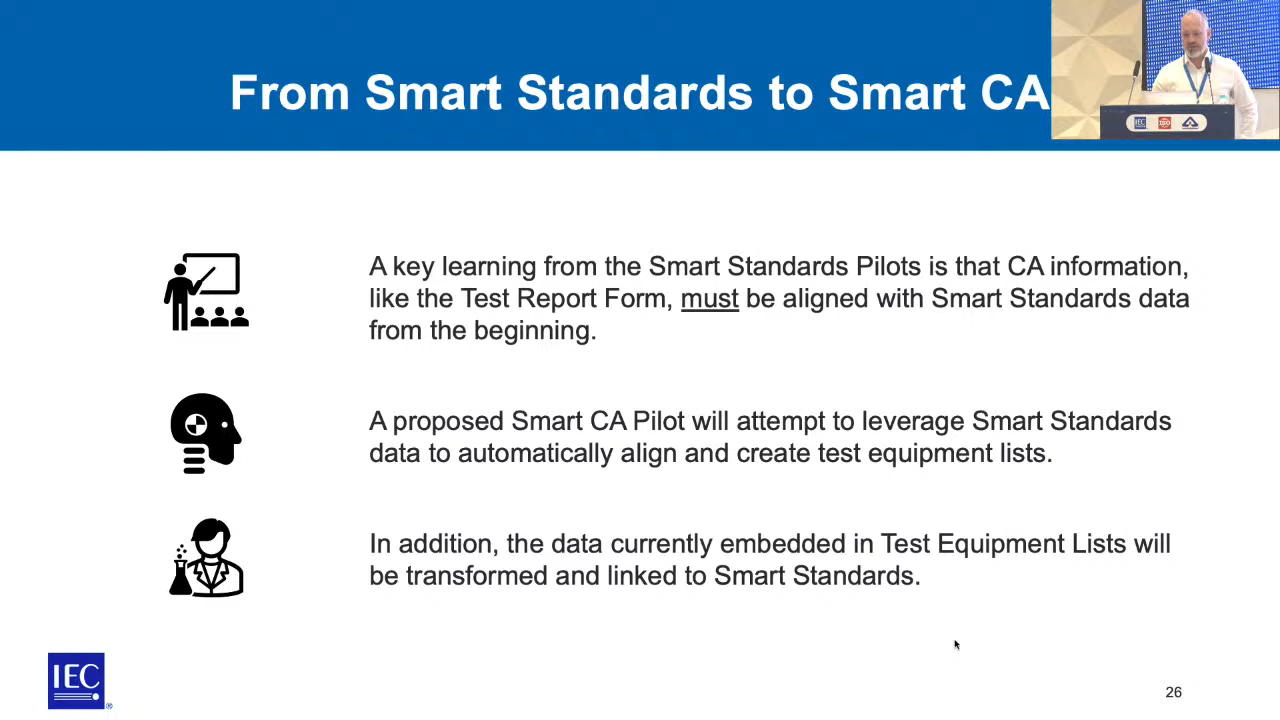 From Smart Standards to Smart CA
IEC
ISO
A key learning from the Smart Standards Pilots is that CA information,
like the Test Report Form, must be aligned with Smart Standards data
from the beginning.
A proposed Smart CA Pilot will attempt to leverage Smart Standards
data to automatically align and create test equipment lists.
In addition, the data currently embedded in Test Equipment Lists will
be transformed and linked to Smart Standards.
IEC
®
26